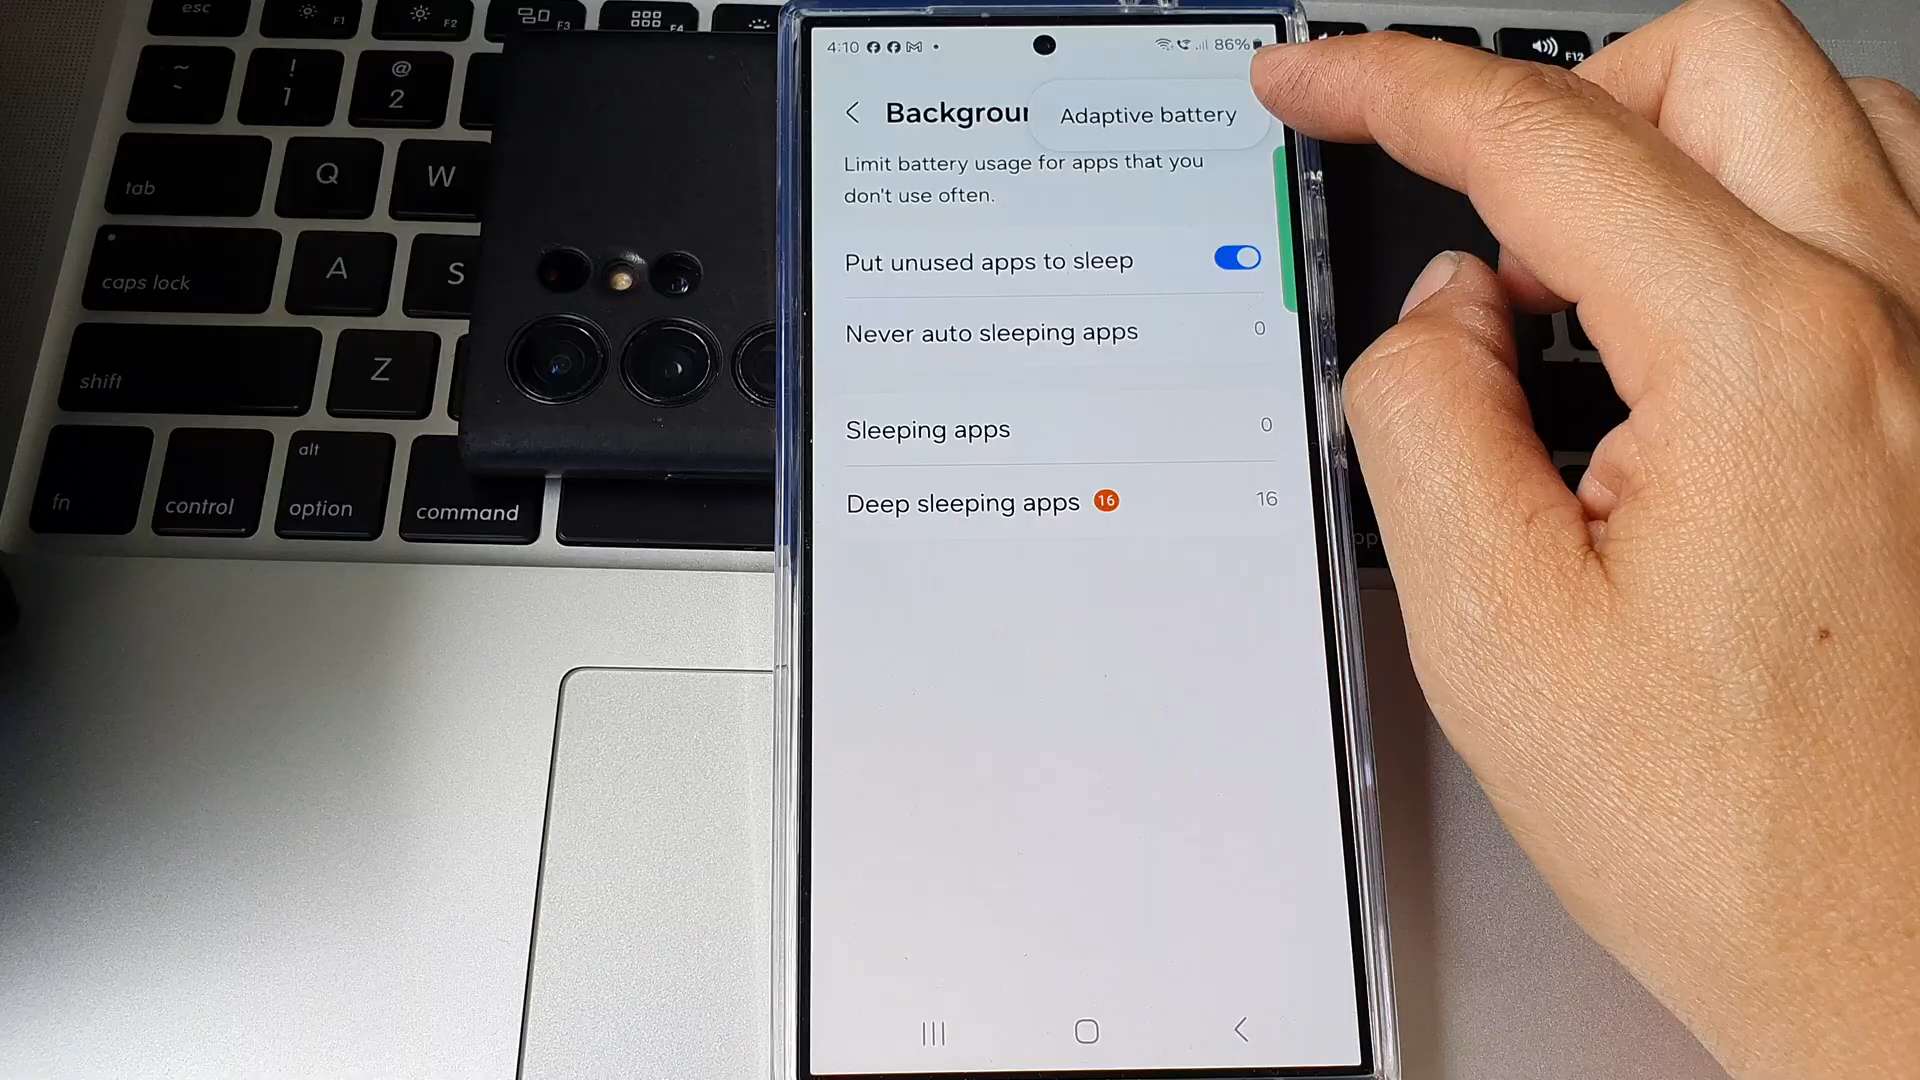 4:10 86%
Backgroun
Adaptive battery
Limit battery usage for apps that you
don't use often.
Put unused apps to sleep
Never auto sleeping apps 0
Sleeping apps 0
Deep sleeping apps 16 16
esc F1 F2 F3 F4 F12
~ ! @
1 2
tab Q W
caps lock A S
shift Z
fn control alt
option command